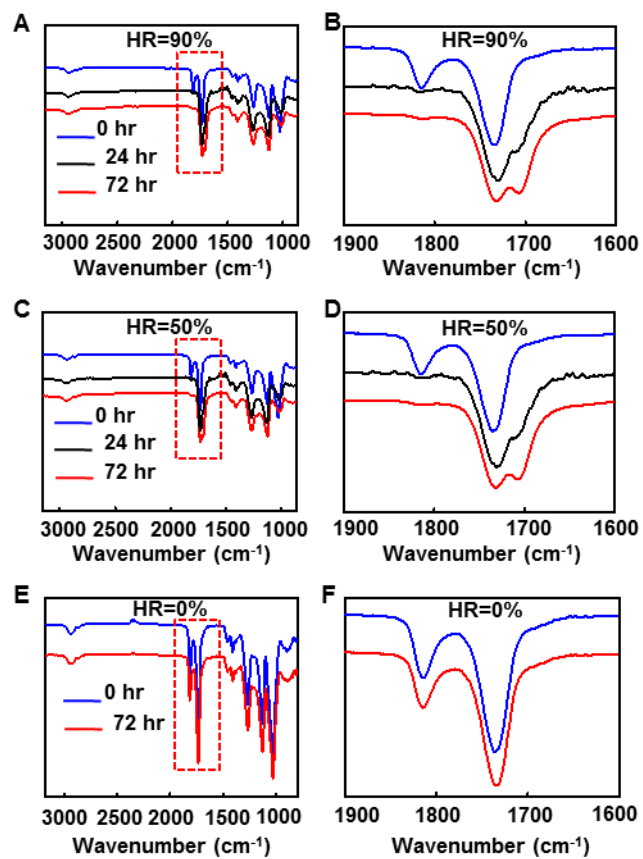 A
HR=90%
0 hr
24 hr
72 hr
3000 2500 2000 1500 1000
Wavenumber (cm-1)
B
HR=90%
1900 1800 1700 1600
Wavenumber (cm-1)
C
HR=50%
0 hr
24 hr
72 hr
3000 2500 2000 1500 1000
Wavenumber (cm-1)
D
HR=50%
1900 1800 1700 1600
Wavenumber (cm-1)
E
HR=0%
0 hr
72 hr
3000 2500 2000 1500 1000
Wavenumber (cm-1)
F
HR=0%
1900 1800 1700 1600
Wavenumber (cm-1)